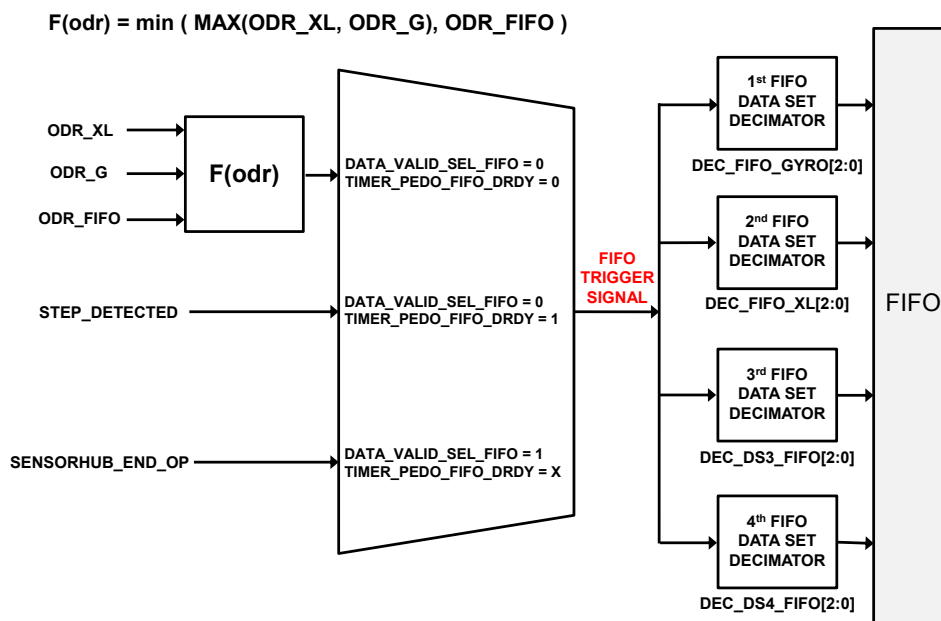 F(odr) = min ( MAX(ODR_XL, ODR_G), ODR_FIFO )
ODR_XL
ODR_G
ODR_FIFO
F(odr)
STEP_DETECTED
SENSORHUB_END_OP
DATA_VALID_SEL_FIFO = 0
TIMER_PEDO_FIFO_DRDY = 0
DATA_VALID_SEL_FIFO = 0
TIMER_PEDO_FIFO_DRDY = 1
DATA_VALID_SEL_FIFO = 1
TIMER_PEDO_FIFO_DRDY = X
FIFO
TRIGGER
SIGNAL
1st FIFO
DATA SET
DECIMATOR
DEC_FIFO_GYRO[2:0]
2nd FIFO
DATA SET
DECIMATOR
DEC_FIFO_XL[2:0]
3rd FIFO
DATA SET
DECIMATOR
DEC_DS3_FIFO[2:0]
4th FIFO
DATA SET
DECIMATOR
DEC_DS4_FIFO[2:0]
FIFO